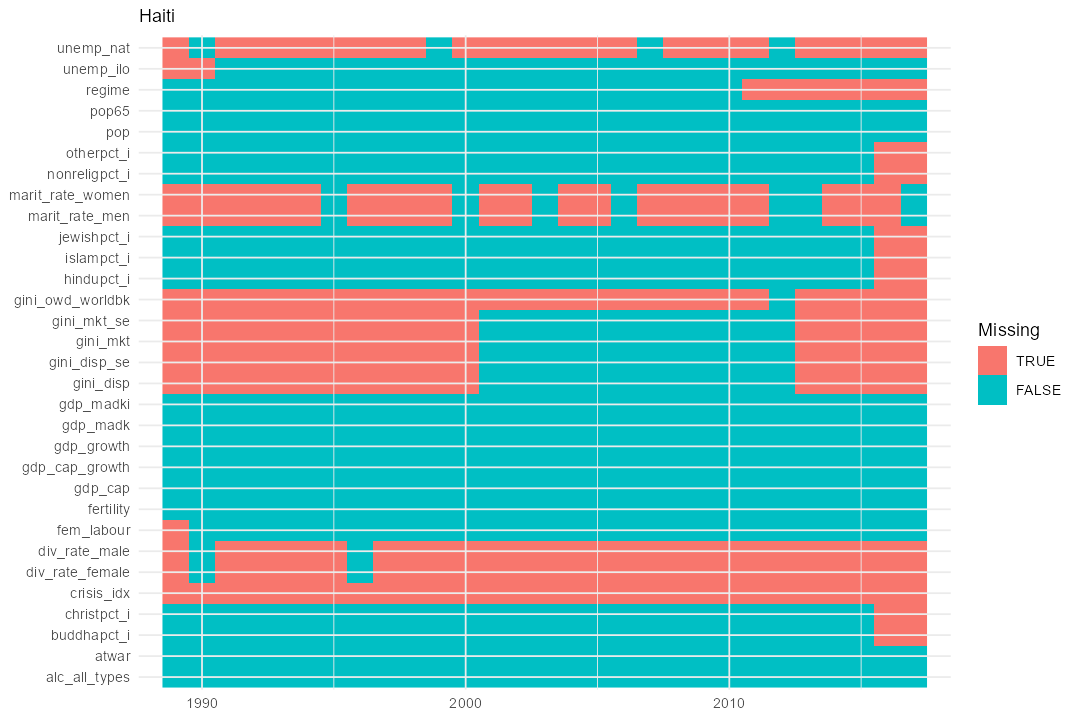 Haiti
unemp_nat
unemp_ilo
regime
pop65
pop
otherpct_i
nonreligpct_i
marit_rate_women
marit_rate_men
jewishpct_i
islampct_i
hindupct_i
gini_owd_worldbk
gini_mkt_se
gini_mkt
gini_disp_se
gini_disp
gdp_madki
gdp_madk
gdp_growth
gdp_cap_growth
gdp_cap
fertility
fem_labour
div_rate_male
div_rate_female
crisis_idx
christpct_i
buddhapct_i
atwar
alc_all_types
1990 2000 2010
Missing
TRUE
FALSE